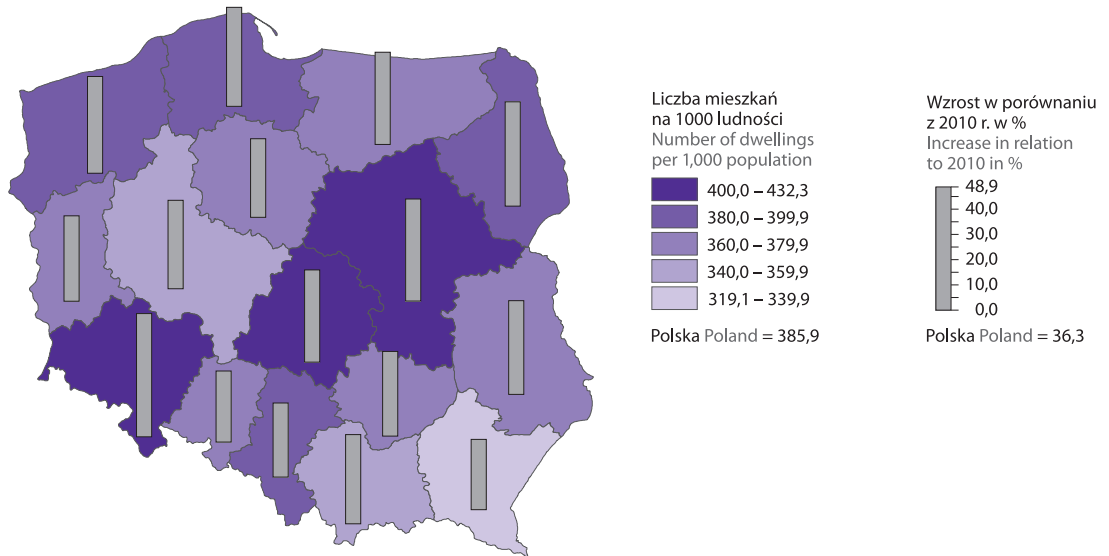 Liczba mieszkań
na 1000 ludności
Number of dwellings
per 1,000 population
400,0 – 432,3
380,0 – 399,9
360,0 – 379,9
340,0 – 359,9
319,1 – 339,9
Polska Poland = 385,9
Wzrost w porównaniu
z 2010 r. w %
Increase in relation
to 2010 in %
48,9
40,0
30,0
20,0
10,0
0,0
Polska Poland = 36,3